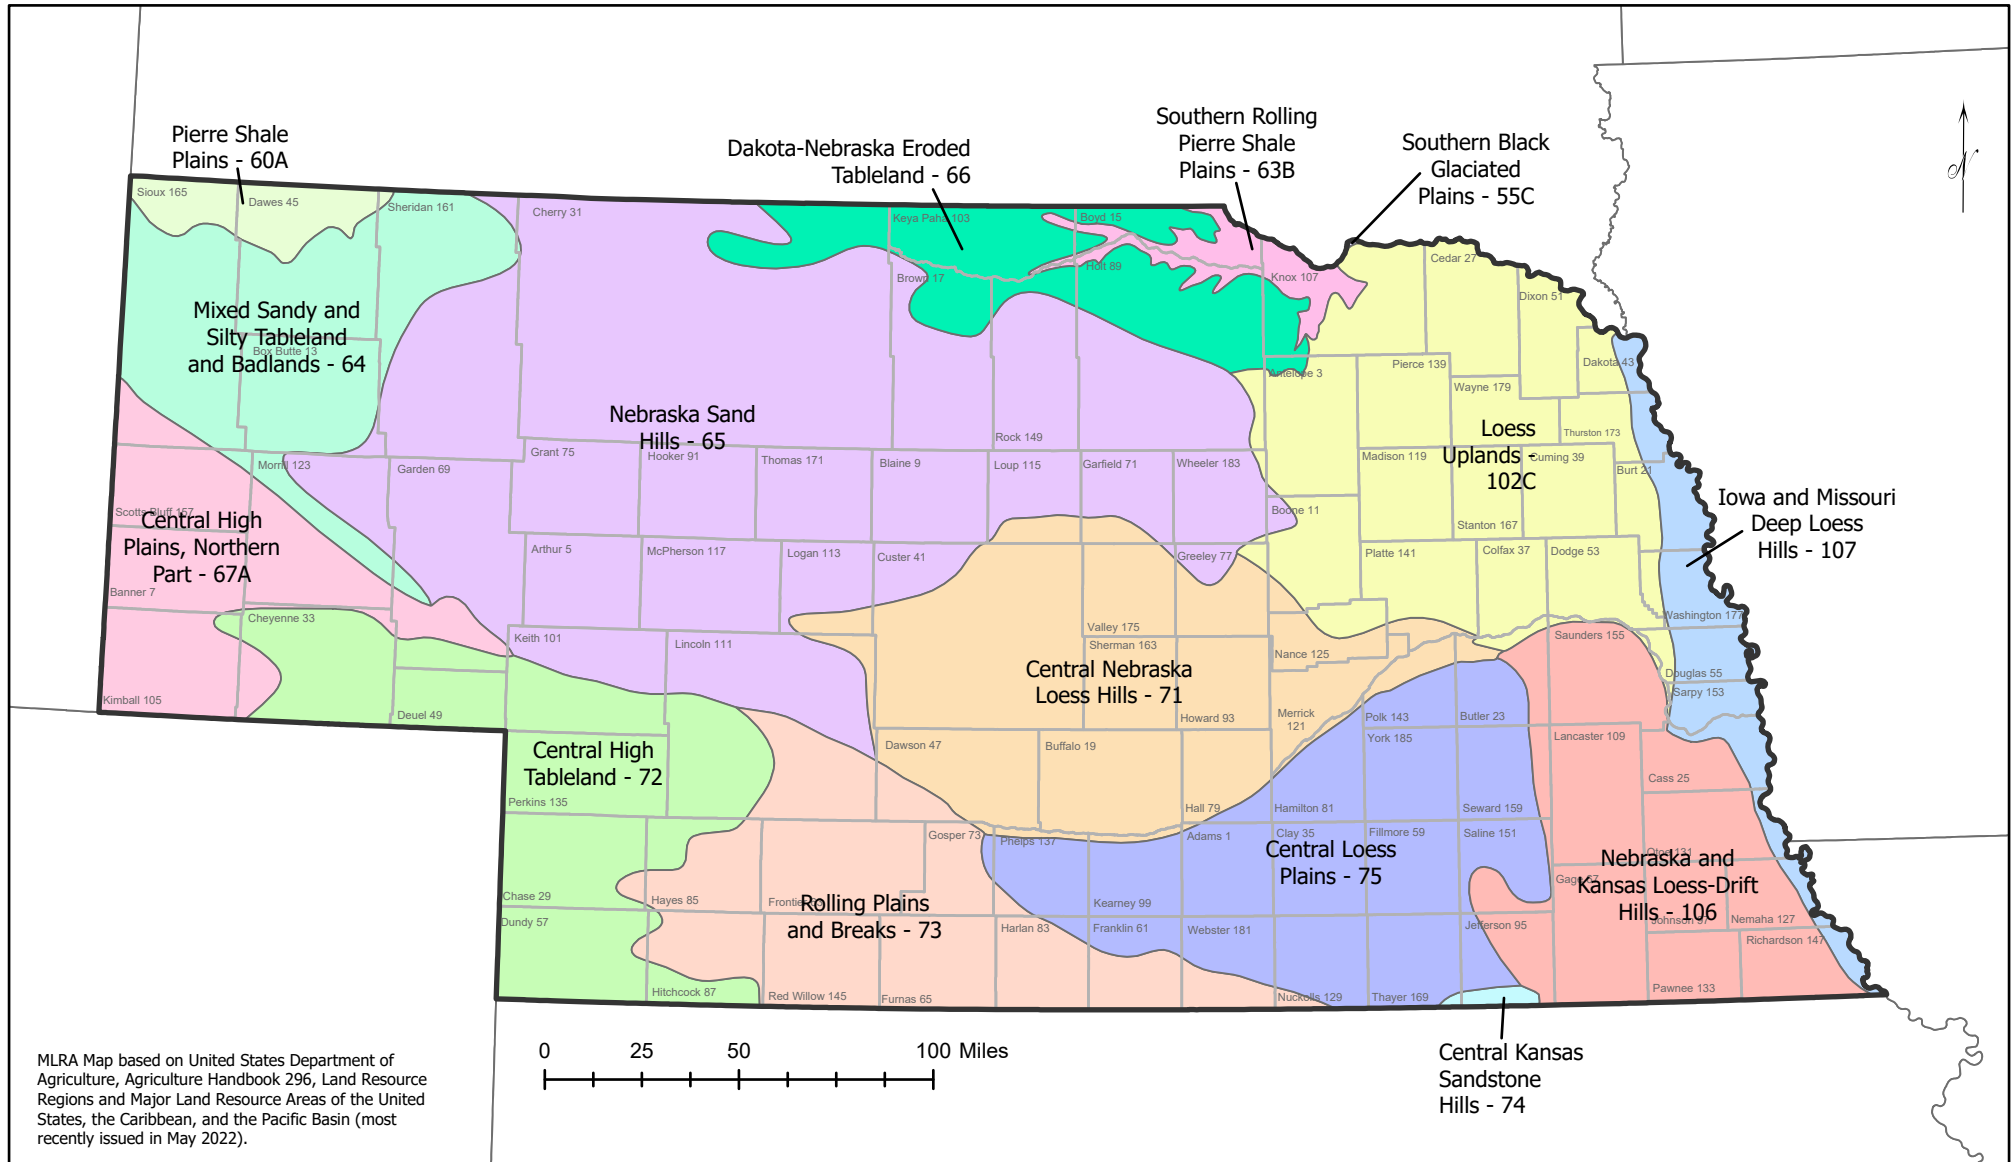 Pierre Shale
Plains - 60A
Dakota-Nebraska Eroded
Tableland - 66
Southern Rolling
Pierre Shale
Plains - 63B
Southern Black
Glaciated
Plains - 55C
N
Sioux 165
Dawes 45
Sheridan 161
Cherry 31
Keya Paha 103
Boyd 15
Brown 17
Holt 89
Knox 107
Cedar 27
Dixon 51
Mixed Sandy and
Silty Tableland
and Badlands - 64
Box Butte 13
Dakota 43
Antelope 3
Pierce 139
Wayne 179
Nebraska Sand
Hills - 65
Rock 149
Loess
Uplands -
102C
Thurston 173
Morrill 123
Garden 69
Grant 75
Hooker 91
Thomas 171
Blaine 9
Loup 115
Garfield 71
Wheeler 183
Madison 119
Cuming 39
Burt 21
Scotts Bluff 157
Central High
Plains, Northern
Part - 67A
Boone 11
Stanton 167
Iowa and Missouri
Deep Loess
Hills - 107
Banner 7
Arthur 5
McPherson 117
Logan 113
Custer 41
Greeley 77
Platte 141
Colfax 37
Dodge 53
Cheyenne 33
Keith 101
Lincoln 111
Valley 175
Sherman 163
Nance 125
Saunders 155
Washington 177
Central Nebraska
Loess Hills - 71
Douglas 55
Sarpy 153
Kimball 105
Deuel 49
Howard 93
Merrick
121
Polk 143
Butler 23
Central High
Tableland - 72
Dawson 47
Buffalo 19
York 185
Lancaster 109
Cass 25
Perkins 135
Hall 79
Hamilton 81
Seward 159
Gosper 73
Phelps 137
Adams 1
Clay 35
Fillmore 59
Saline 151
Central Loess
Plains - 75
Otoe 131
Nebraska and
Kansas Loess-Drift
Hills - 106
Gage 67
Chase 29
Hayes 85
Frontier
Rolling Plains
and Breaks - 73
Kearney 99
Dundy 57
Harlan 83
Franklin 61
Webster 181
Jefferson 95
Johnson 97
Nemaha 127
Richardson 147
Hitchcock 87
Red Willow 145
Furnas 65
Nuckolls 129
Thayer 169
Pawnee 133
0 25 50 100 Miles
Central Kansas
Sandstone
Hills - 74
MLRA Map based on United States Department of
Agriculture, Agriculture Handbook 296, Land Resource
Regions and Major Land Resource Areas of the United
States, the Caribbean, and the Pacific Basin (most
recently issued in May 2022).